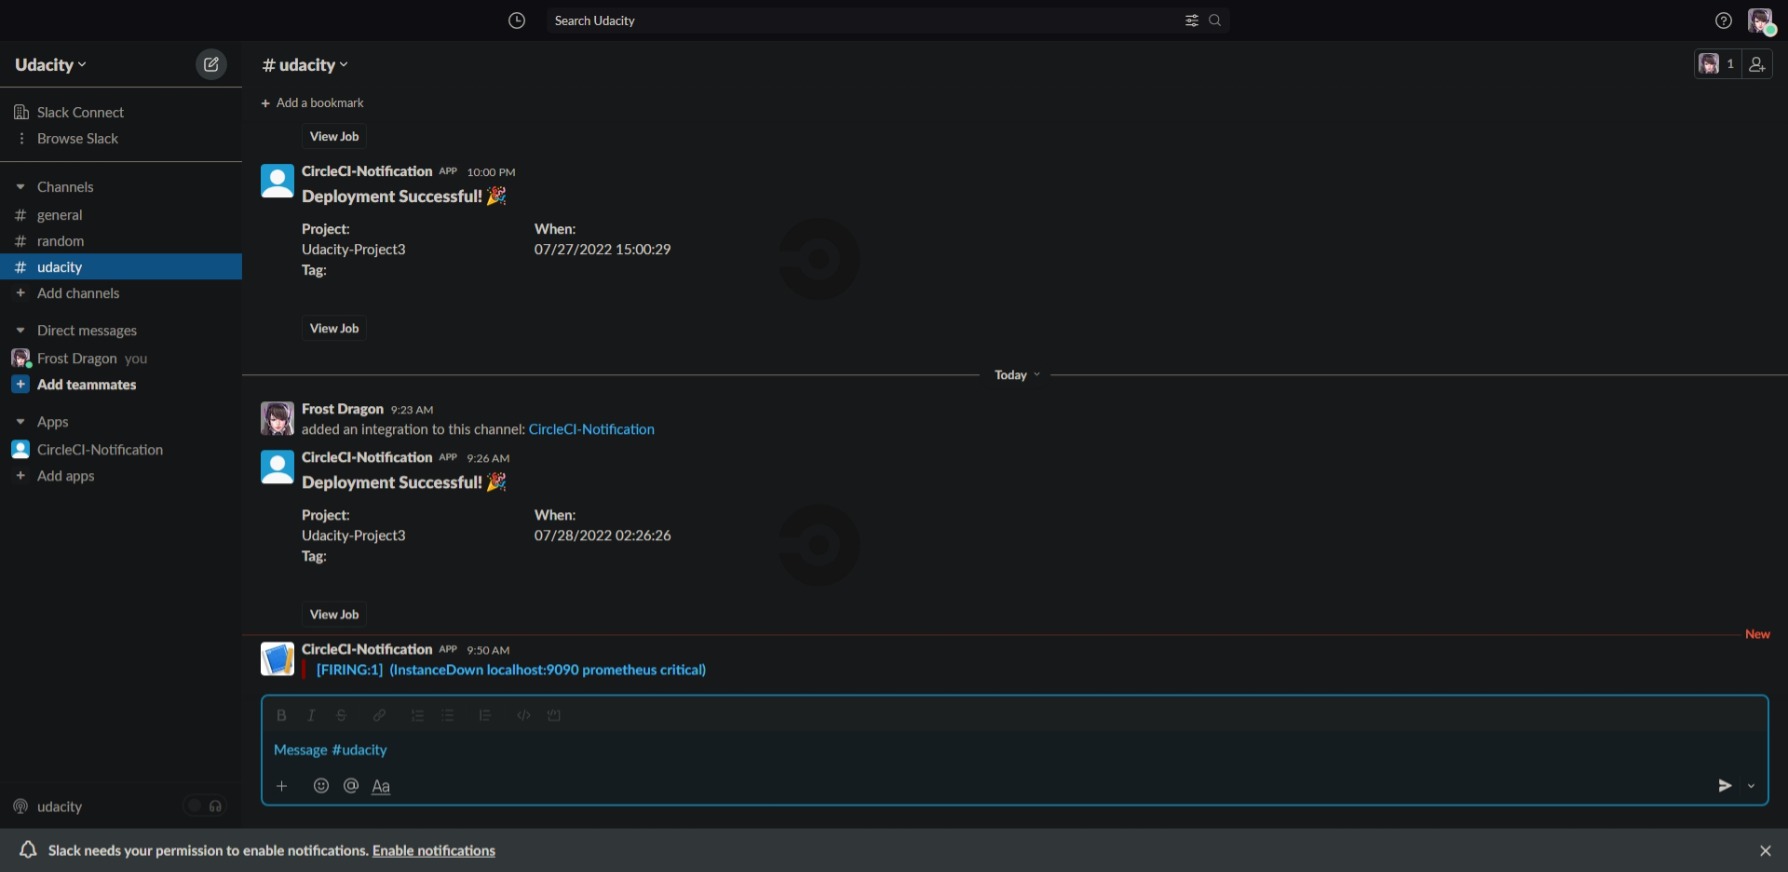 Search Udacity
Udacity
# udacity
1
Add a bookmark
Slack Connect
Browse Slack
Channels
# general
# random
# udacity
+ Add channels
Direct messages
Frost Dragon you
+ Add teammates
Apps
CircleCI-Notification
+ Add apps
udacity
View Job
CircleCI-Notification APP 10:00 PM
Deployment Successful! 🎉
Project: When:
Udacity-Project3 07/27/2022 15:00:29
Tag:
View Job
Today
Frost Dragon 9:23 AM
added an integration to this channel: CircleCI-Notification
CircleCI-Notification APP 9:26 AM
Deployment Successful! 🎉
Project: When:
Udacity-Project3 07/28/2022 02:26:26
Tag:
View Job
New
CircleCI-Notification APP 9:50 AM
[FIRING:1] (InstanceDown localhost:9090 prometheus critical)
B I S
Message #udacity
+ @ Aa
Slack needs your permission to enable notifications. Enable notifications